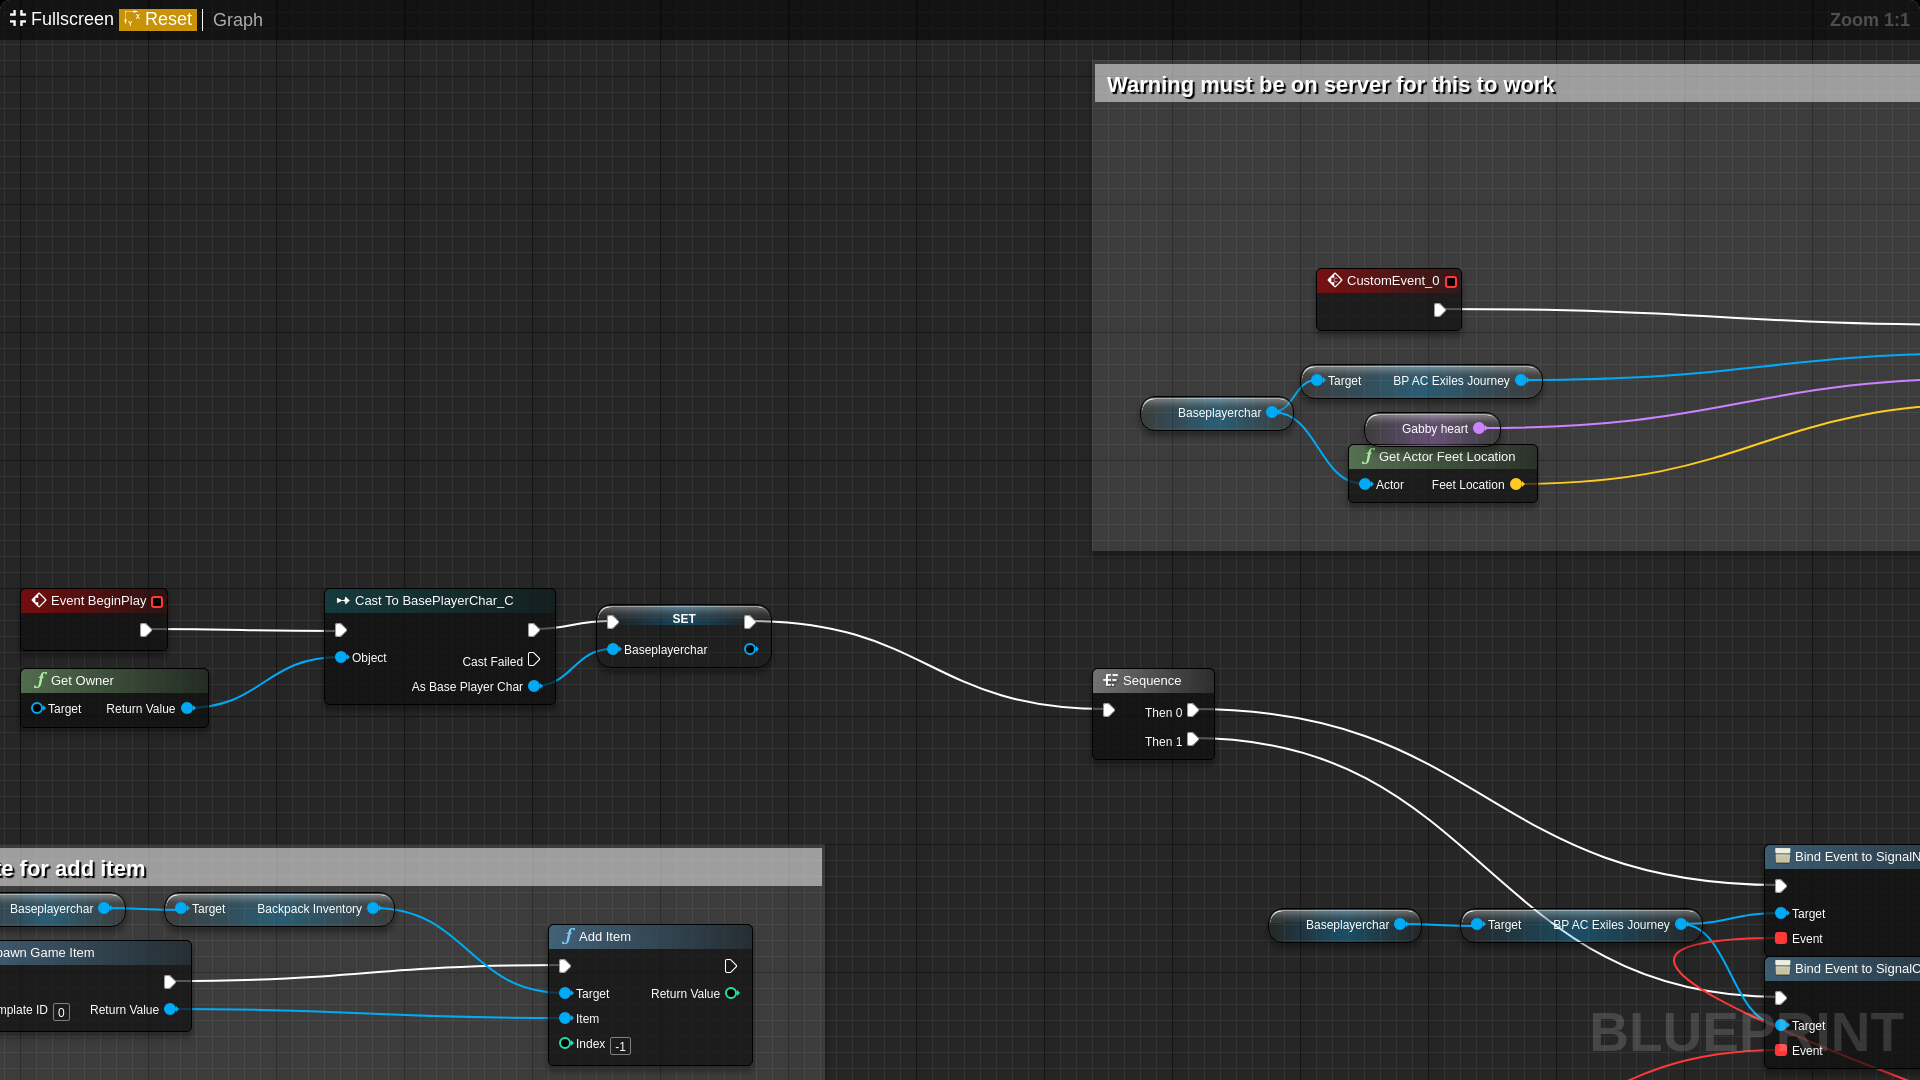 Fullscreen Reset Graph Zoom 1:1
Warning must be on server for this to work
CustomEvent_0
Target BP AC Exiles Journey
Baseplayerchar
Gabby heart
Get Actor Feet Location
Actor Feet Location
Event BeginPlay
Cast To BasePlayerChar_C
SET
Object
Cast Failed
As Base Player Char
Baseplayerchar
Get Owner
Target Return Value
Sequence
Then 0
Then 1
te for add item
Baseplayerchar Target Backpack Inventory
awn Game Item
mplate ID 0 Return Value
Add Item
Target Return Value
Item
Index -1
Baseplayerchar Target BP AC Exiles Journey
Bind Event to SignalN
Target
Event
Bind Event to SignalC
Target
Event
BLUEPRINT